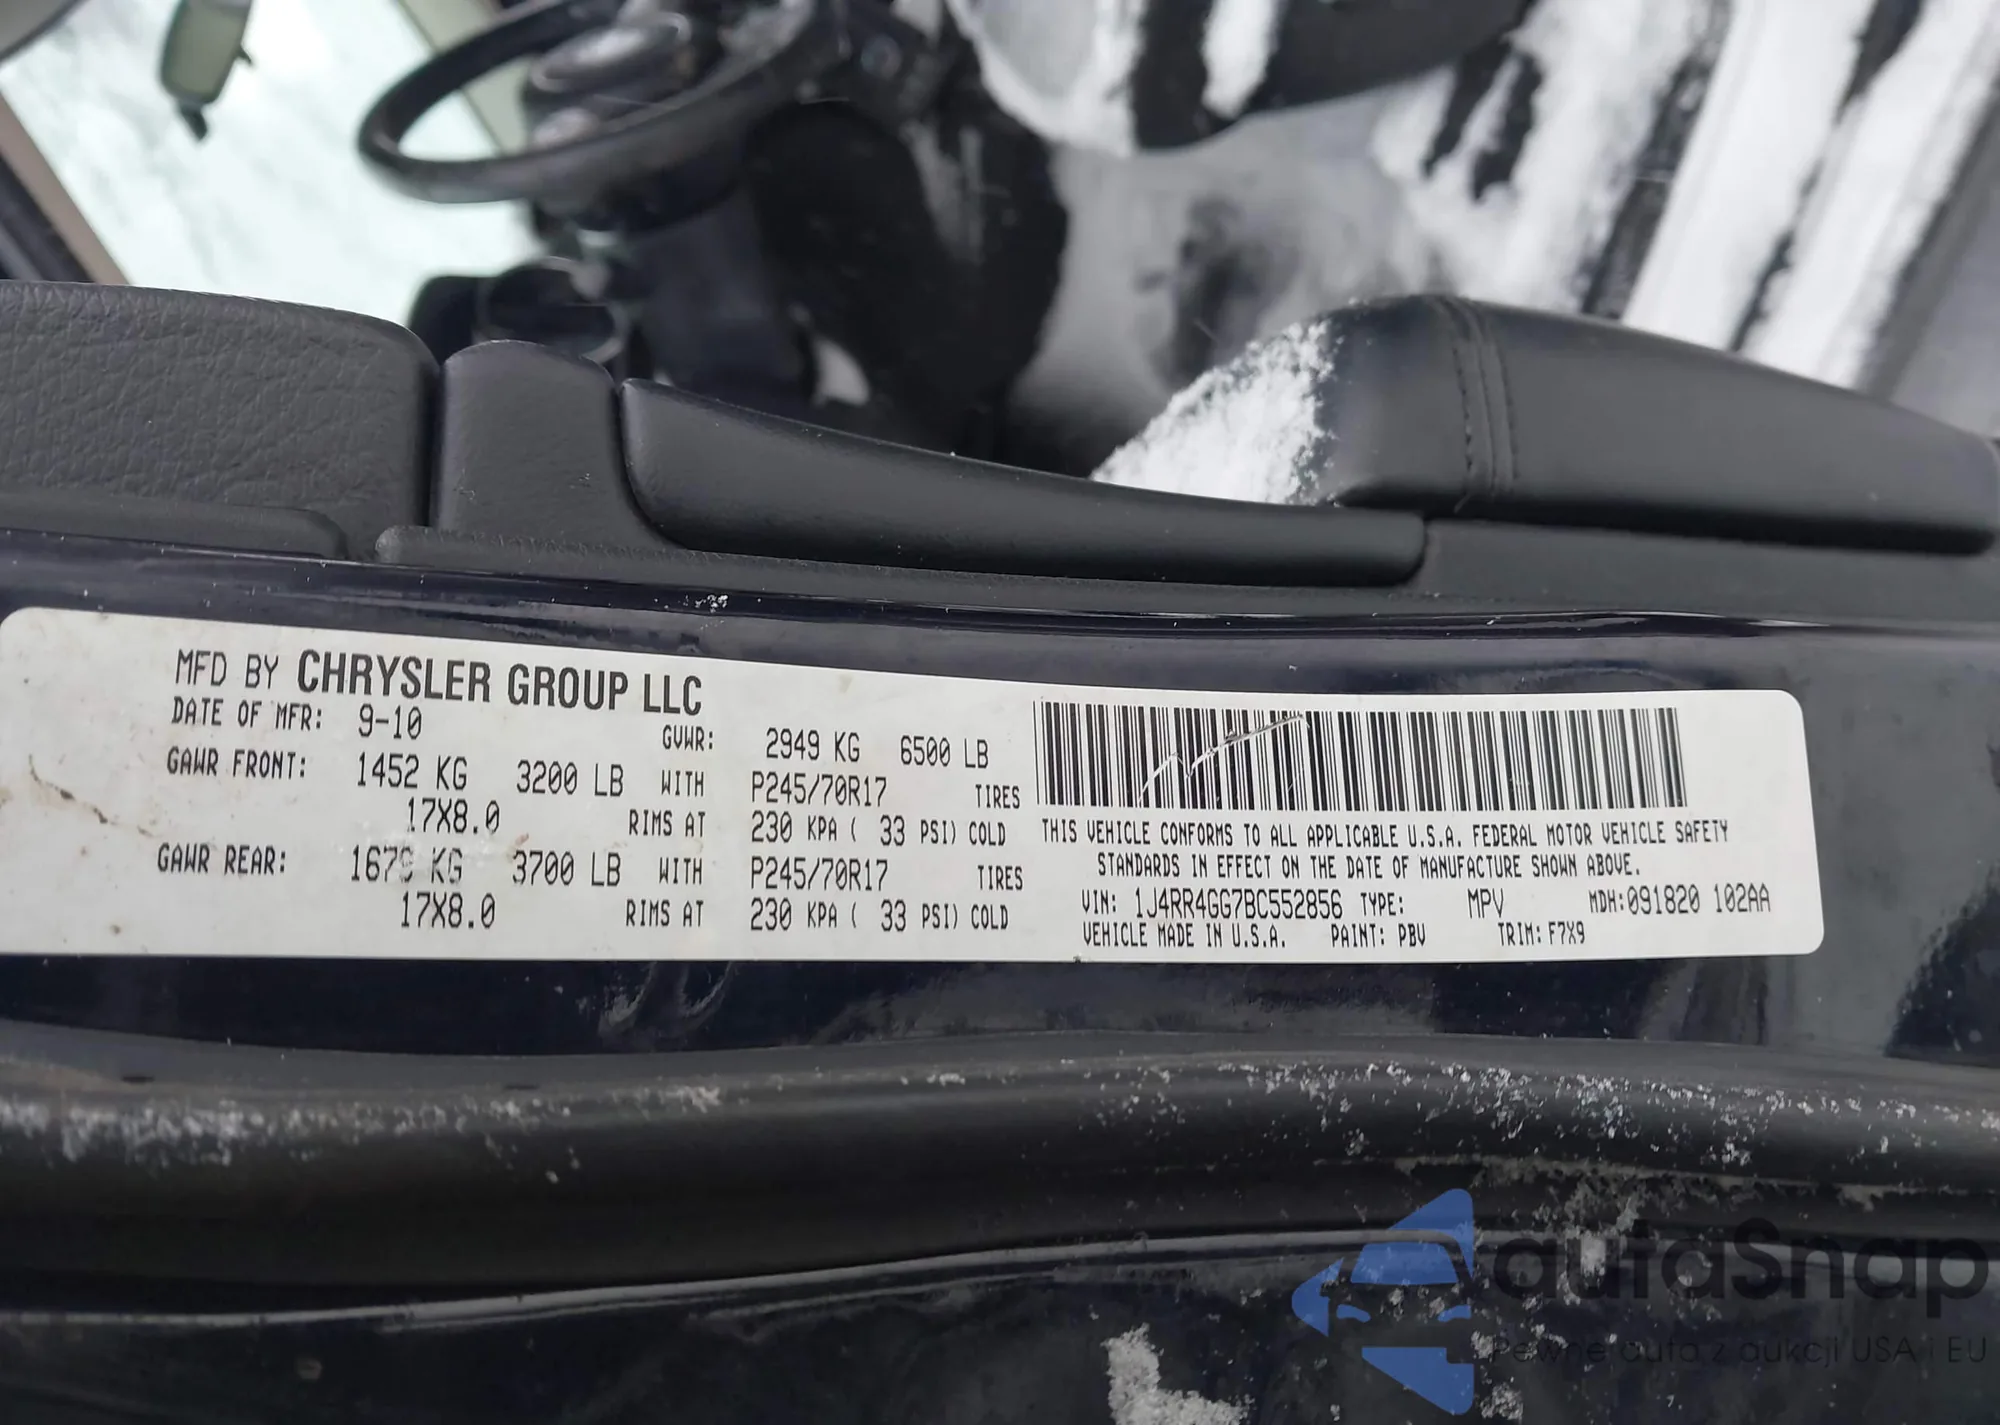 MFD BY CHRYSLER GROUP LLC
DATE OF MFR: 9-10 GVWR: 2949 KG 6500 LB
GAWR FRONT: 1452 KG 3200 LB WITH P245/70R17 TIRES
17X8.0 RIMS AT 230 KPA ( 33 PSI) COLD
GAWR REAR: 1679 KG 3700 LB WITH P245/70R17 TIRES
17X8.0 RIMS AT 230 KPA ( 33 PSI) COLD
THIS VEHICLE CONFORMS TO ALL APPLICABLE U.S.A. FEDERAL MOTOR VEHICLE SAFETY
STANDARDS IN EFFECT ON THE DATE OF MANUFACTURE SHOWN ABOVE.
VIN: 1J4RR4GG7BC552856 TYPE: MPV MDH:091820 102AA
VEHICLE MADE IN U.S.A. PAINT: PBV TRIM: F7X9
autaSnap
Pewne auta z aukcji USA i EU